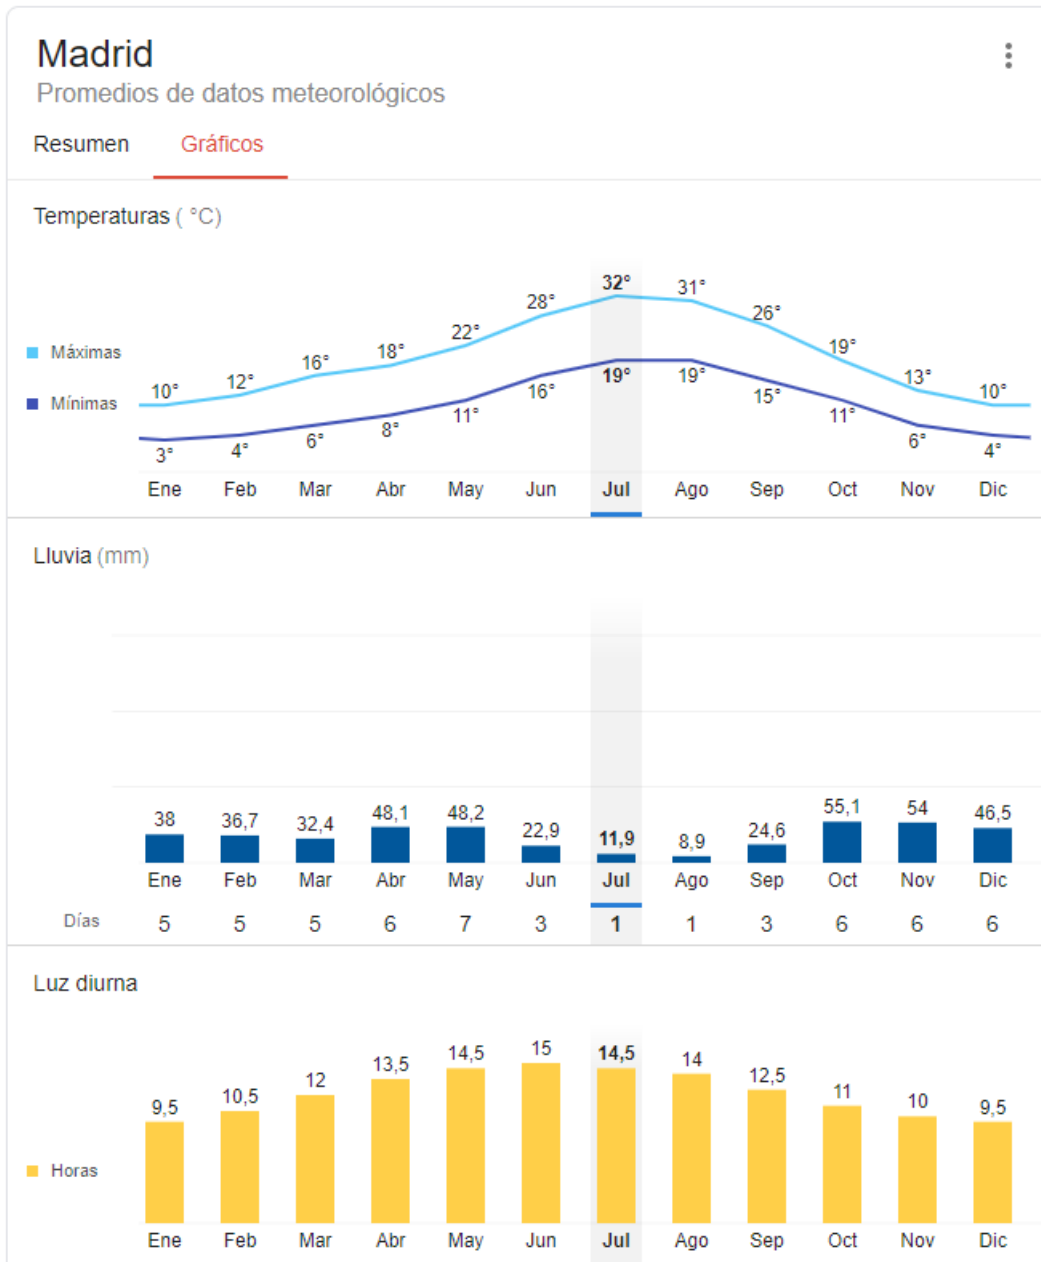 Madrid
Promedios de datos meteorológicos
Resumen Gráficos
Temperaturas ( °C)
Máximas
Mínimas
10° 12° 16° 18° 22° 28° 32° 31° 26° 19° 13° 10°
3° 4° 6° 8° 11° 16° 19° 19° 15° 11° 6° 4°
Ene Feb Mar Abr May Jun Jul Ago Sep Oct Nov Dic
Lluvia (mm)
38 36,7 32,4 48,1 48,2 22,9 11,9 8,9 24,6 55,1 54 46,5
Ene Feb Mar Abr May Jun Jul Ago Sep Oct Nov Dic
Días 5 5 5 6 7 3 1 1 3 6 6 6
Luz diurna
9,5 10,5 12 13,5 14,5 15 14,5 14 12,5 11 10 9,5
Horas
Ene Feb Mar Abr May Jun Jul Ago Sep Oct Nov Dic